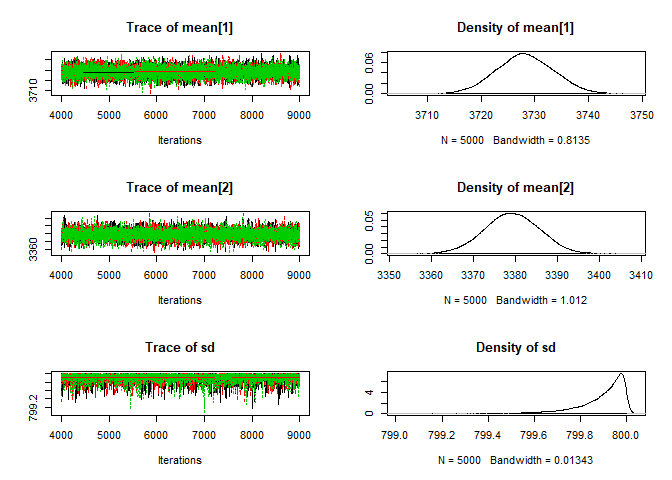 Trace of mean[1]
3710
4000 5000 6000 7000 8000 9000
Iterations
Density of mean[1]
0.00 0.06
3710 3720 3730 3740 3750
N = 5000 Bandwidth = 0.8135
Trace of mean[2]
3360
4000 5000 6000 7000 8000 9000
Iterations
Density of mean[2]
0.00 0.05
3350 3360 3370 3380 3390 3400 3410
N = 5000 Bandwidth = 1.012
Trace of sd
799.2
4000 5000 6000 7000 8000 9000
Iterations
Density of sd
0 4
799.0 799.2 799.4 799.6 799.8 800.0
N = 5000 Bandwidth = 0.01343